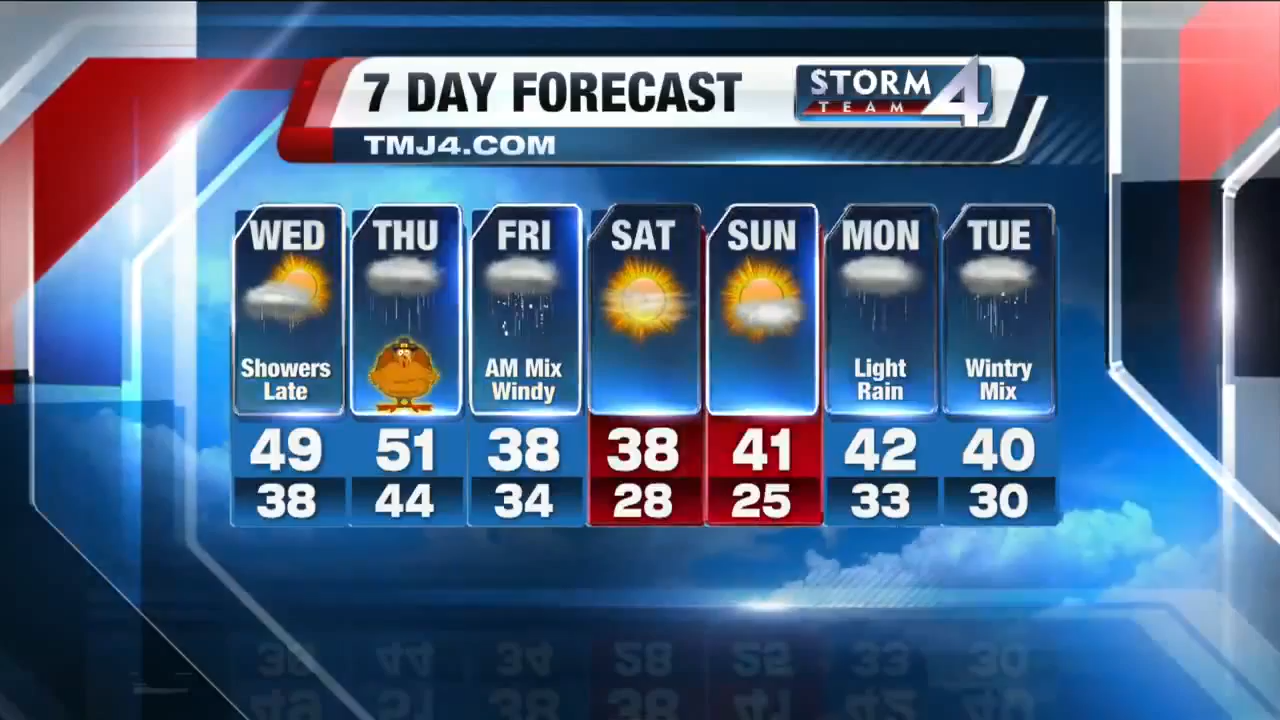 7 DAY FORECAST
STORM
TEAM 4
TMJ4.COM
WED THU FRI SAT SUN MON TUE
Showers Late
AM Mix Windy
Light Rain
Wintry Mix
49 51 38 38 41 42 40
38 44 34 28 25 33 30